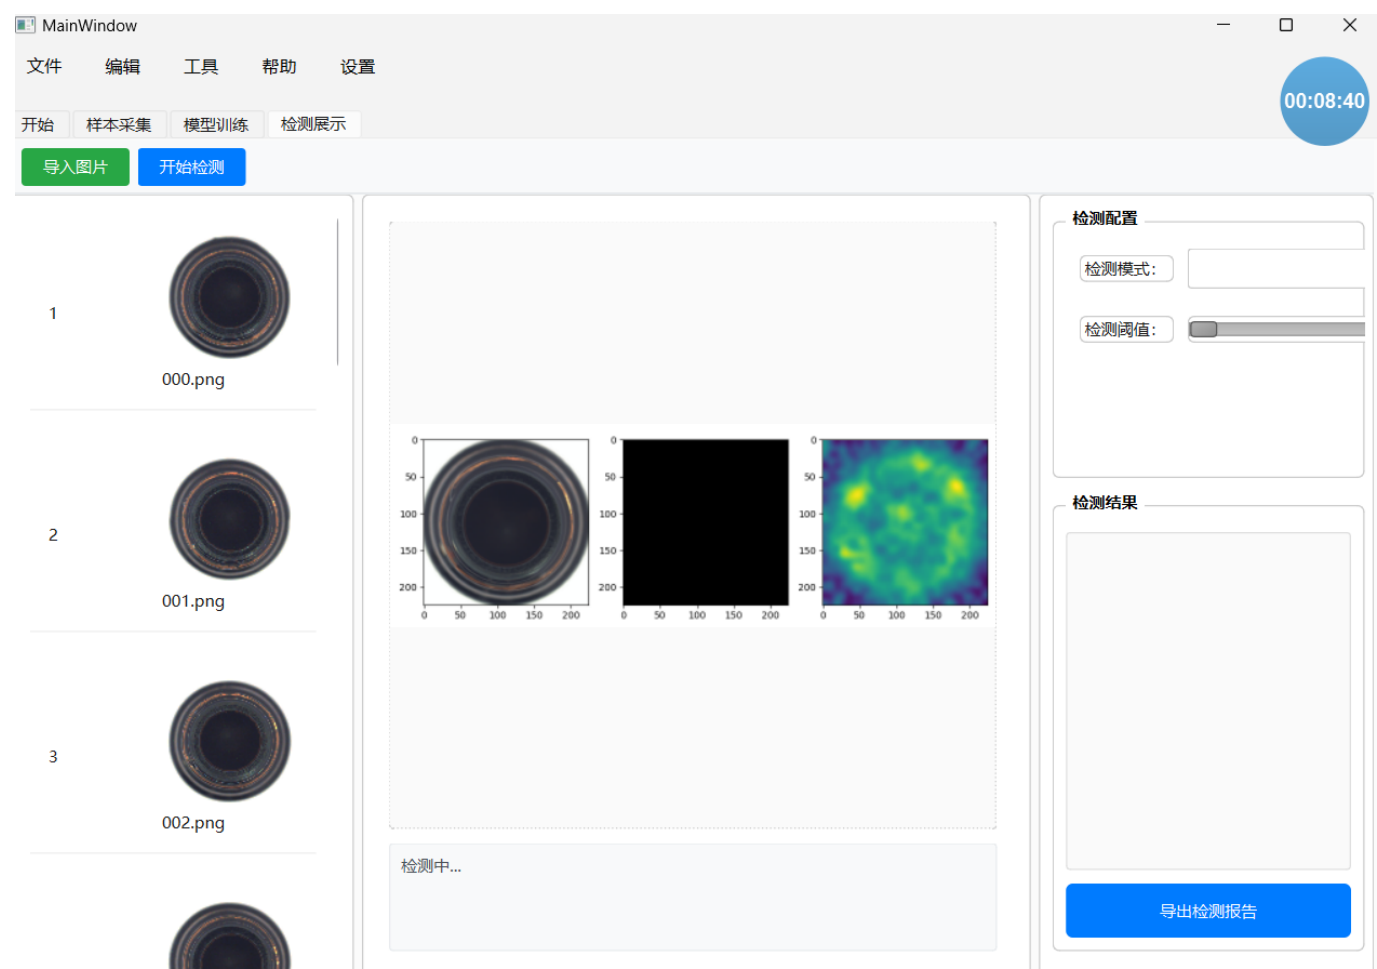 MainWindow
文件 编辑 工具 帮助 设置
00:08:40
开始 样本采集 模型训练 检测展示
导入图片 开始检测
1
000.png
2
001.png
3
002.png
0 50 100 150 200
0 50 100 150 200
0 50 100 150 200
0 50 100 150 200
0 50 100 150 200
0 50 100 150 200
检测中...
检测配置
检测模式：
检测阈值：
检测结果
导出检测报告